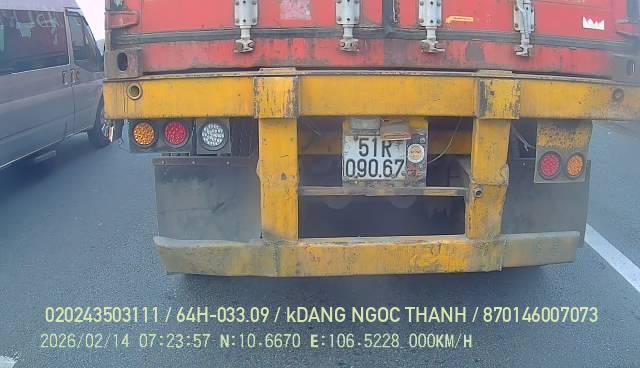 51R
090.67
020243503111 / 64H-033.09 / kDANG NGOC THANH / 870146007073
2026/02/14 07:23:57 N:10.6670 E:106.5228 000KM/H